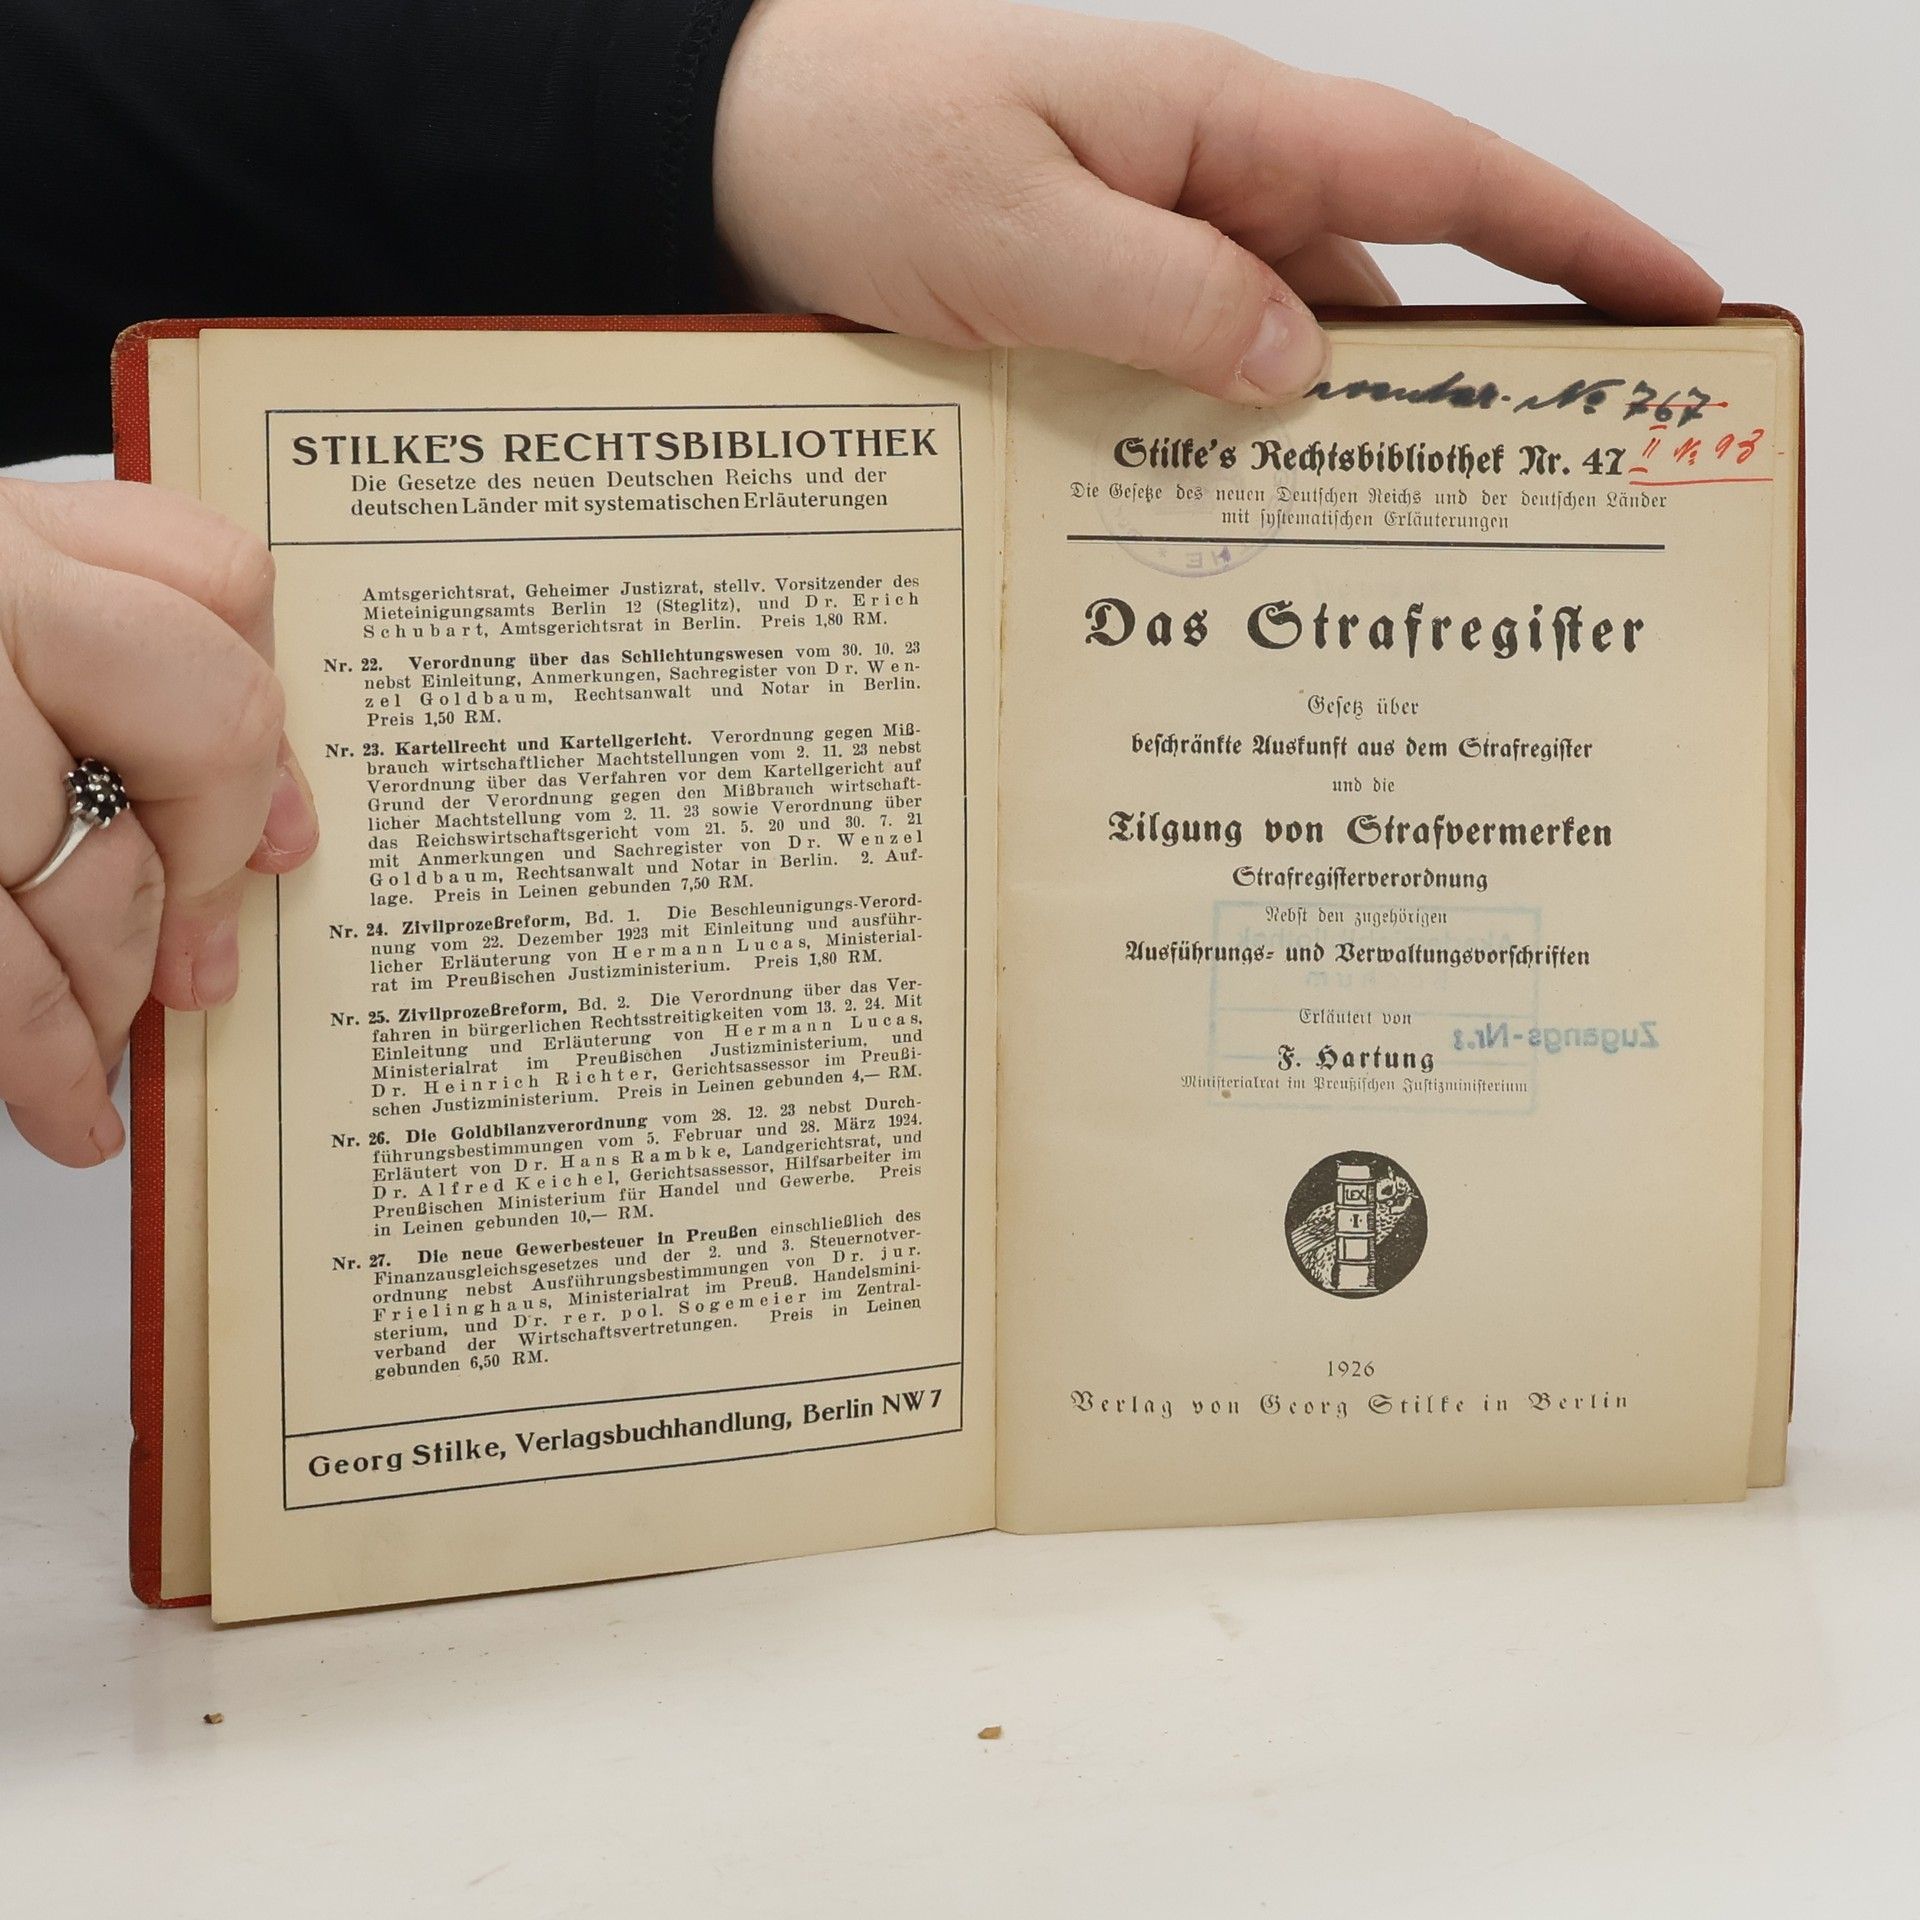 STILKE'S RECHTSBIBLIOTHEK
Die Gesetze des neuen Deutschen Reichs und der
deutschen Länder mit systematischen Erläuterungen
Amtsgerichtsrat, Geheimer Justizrat, stellv. Vorsitzender des
Mieteinigungsamts Berlin 12 (Steglitz), und Dr. Erich
Schubart, Amtsgerichtsrat in Berlin. Preis 1,80 RM.
Nr. 22. Verordnung über das Schlichtungswesen vom 30. 10. 23
nebst Einleitung, Anmerkungen, Sachregister von Dr. Wen-
zel Goldbaum, Rechtsanwalt und Notar in Berlin.
Preis 1,50 RM.
Nr. 23. Kartellrecht und Kartellgericht. Verordnung gegen Miß-
brauch wirtschaftlicher Machtstellungen vom 2. 11. 23 nebst
Verordnung über das Verfahren vor dem Kartellgericht auf
Grund der Verordnung gegen den Mißbrauch wirtschaft-
licher Machtstellung vom 2. 11. 23 sowie Verordnung über
das Reichswirtschaftsgericht vom 21. 5. 20 und 30. 7. 21
mit Anmerkungen und Sachregister von Dr. Wenzel
Goldbaum, Rechtsanwalt und Notar in Berlin. 2. Auf-
lage. Preis in Leinen gebunden 7,50 RM.
Nr. 24. Zivilprozeßreform, Bd. 1. Die Beschleunigungs-Verord-
nung vom 22. Dezember 1923 mit Einleitung und ausführ-
licher Erläuterung von Hermann Lucas, Ministerial-
rat im Preußischen Justizministerium. Preis 1,80 RM.
Nr. 25. Zivilprozeßreform, Bd. 2. Die Verordnung über das Ver-
fahren in bürgerlichen Rechtsstreitigkeiten vom 13. 2. 24. Mit
Einleitung und Erläuterung von Hermann Lucas,
Ministerialrat im Preußischen Justizministerium, und
Dr. Heinrich Richter, Gerichtsassessor im Preußi-
schen Justizministerium. Preis in Leinen gebunden 4,— RM.
Nr. 26. Die Goldbilanzverordnung vom 28. 12. 23 nebst Durch-
führungsbestimmungen vom 5. Februar und 28. März 1924.
Erläutert von Dr. Hans Rambke, Landgerichtsrat, und
Dr. Alfred Keichel, Gerichtsassessor, Hilfsarbeiter im
Preußischen Ministerium für Handel und Gewerbe. Preis
in Leinen gebunden 10,— RM.
Nr. 27. Die neue Gewerbesteuer in Preußen einschließlich des
Finanzausgleichsgesetzes und der 2. und 3. Steuernotver-
ordnung nebst Ausführungsbestimmungen von Dr. jur.
Frielinghaus, Ministerialrat im Preuß. Handelsmini-
sterium, und Dr. rer. pol. Sogemeier im Zentral-
verband der Wirtschaftsvertretungen. Preis in Leinen
gebunden 6,50 RM.
Georg Stilke, Verlagsbuchhandlung, Berlin NW 7
No 767
Stilke's Rechtsbibliothek Nr. 47
II No 93
Die Gesetze des neuen Deutschen Reichs und der deutschen Länder
mit systematischen Erläuterungen
Das Strafregister
Gesetz über
beschränkte Auskunft aus dem Strafregister
und die
Tilgung von Strafvermerken
Strafregisterverordnung
Nebst den zugehörigen
Ausführungs- und Verwaltungsvorschriften
Erläutert von
Zugangs-Nr.:
F. Hartung
Ministerialrat im Preußischen Justizministerium
LEX
I
1926
Verlag von Georg Stilke in Berlin